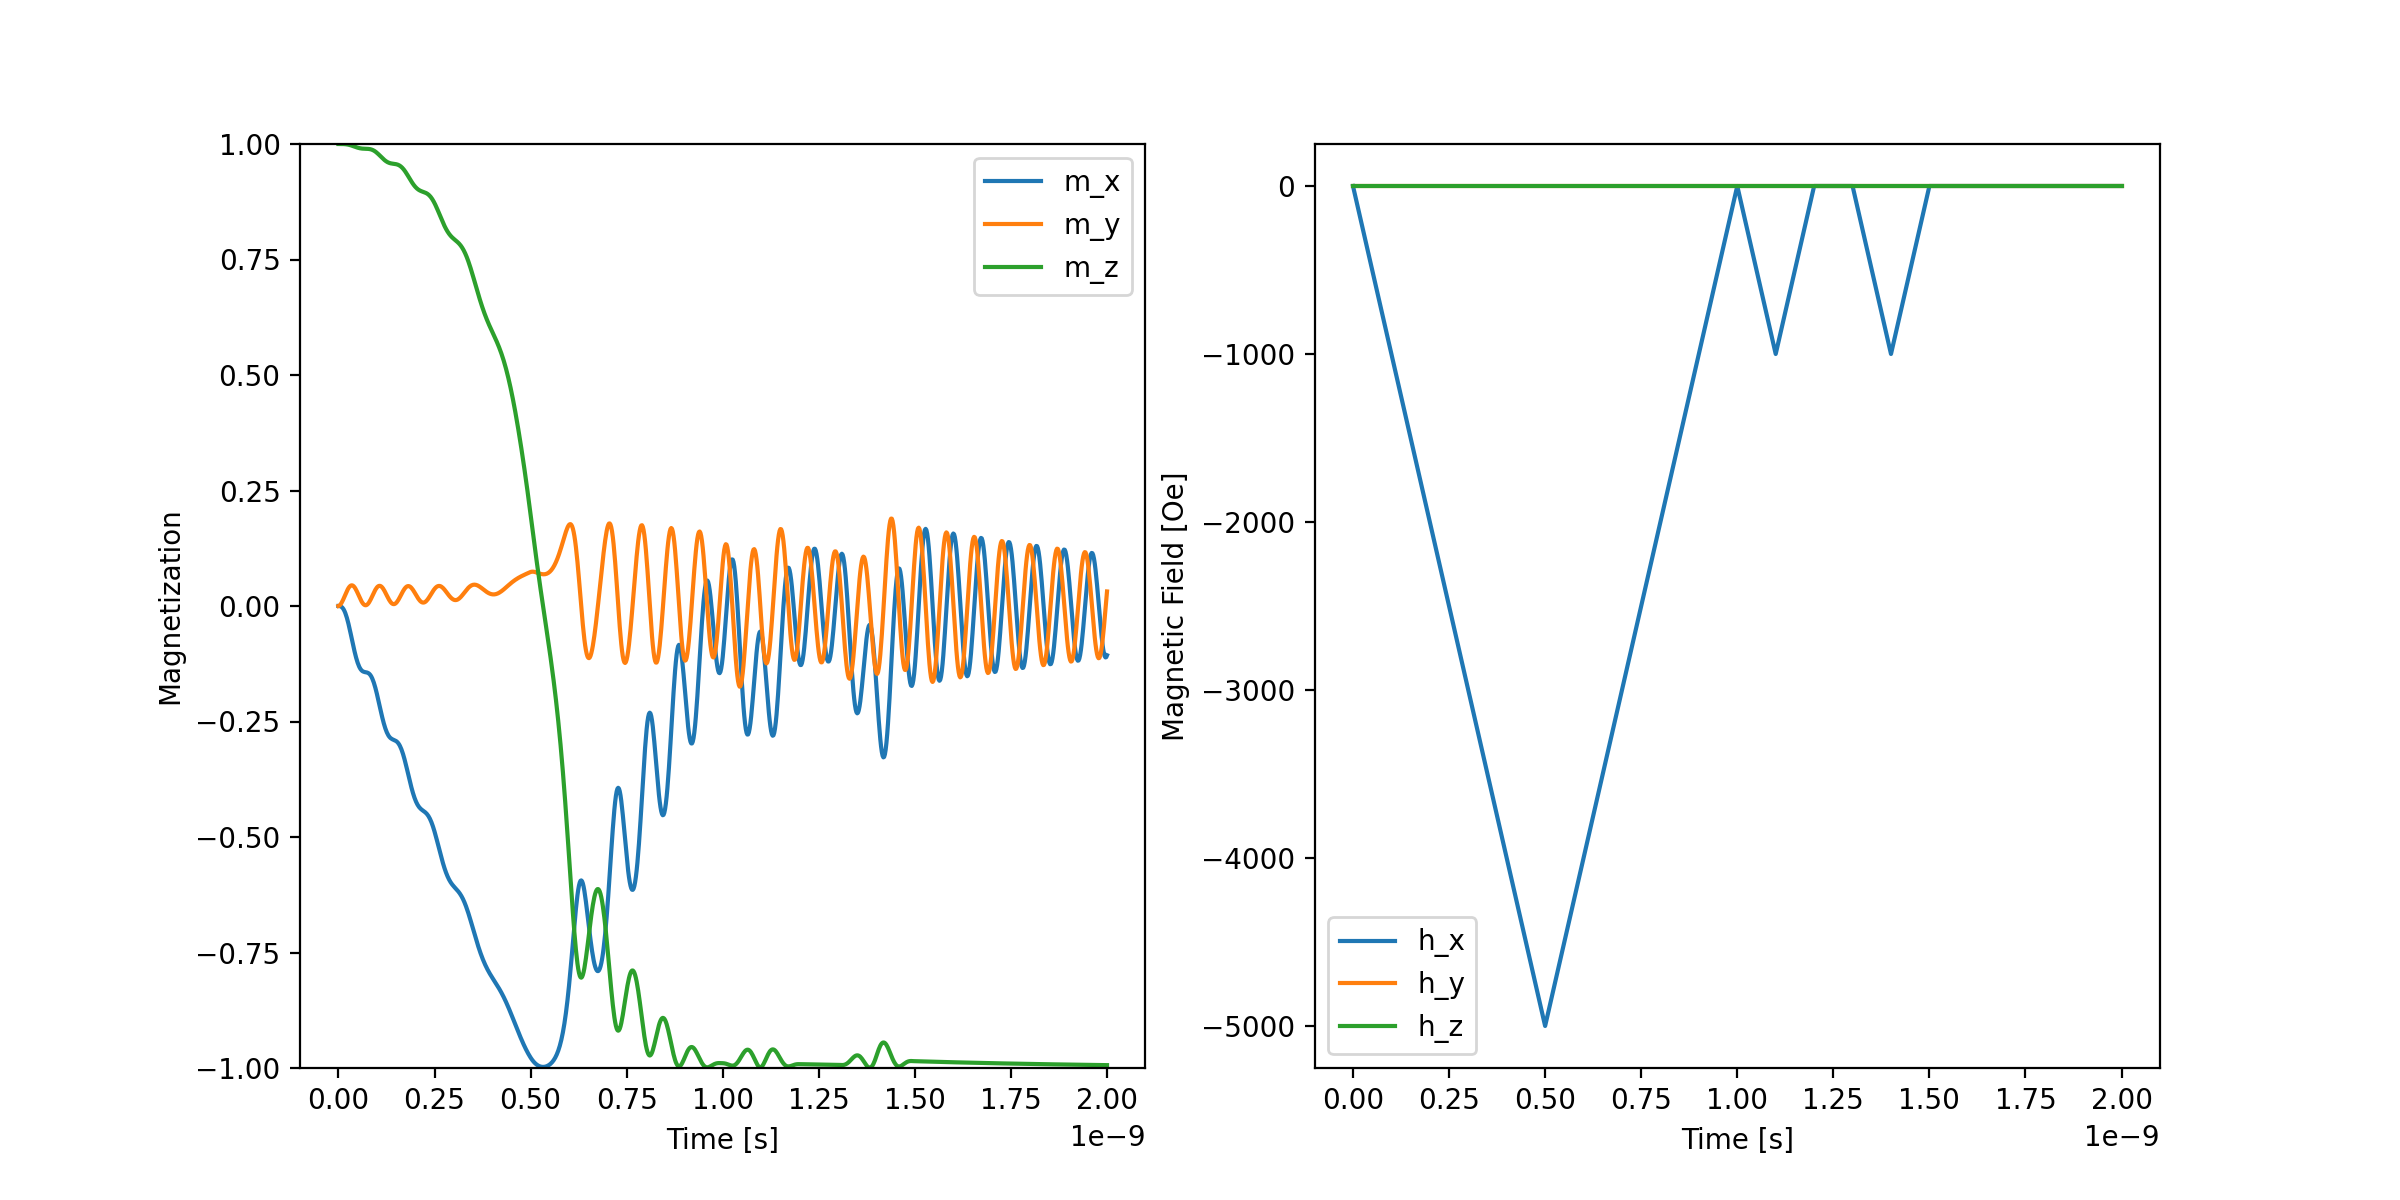 Magnetization
1.00
0.75
0.50
0.25
0.00
−0.25
−0.50
−0.75
−1.00
m_x
m_y
m_z
0.00 0.25 0.50 0.75 1.00 1.25 1.50 1.75 2.00
Time [s]
1e−9
Magnetic Field [Oe]
0
−1000
−2000
−3000
−4000
−5000
h_x
h_y
h_z
0.00 0.25 0.50 0.75 1.00 1.25 1.50 1.75 2.00
Time [s]
1e−9